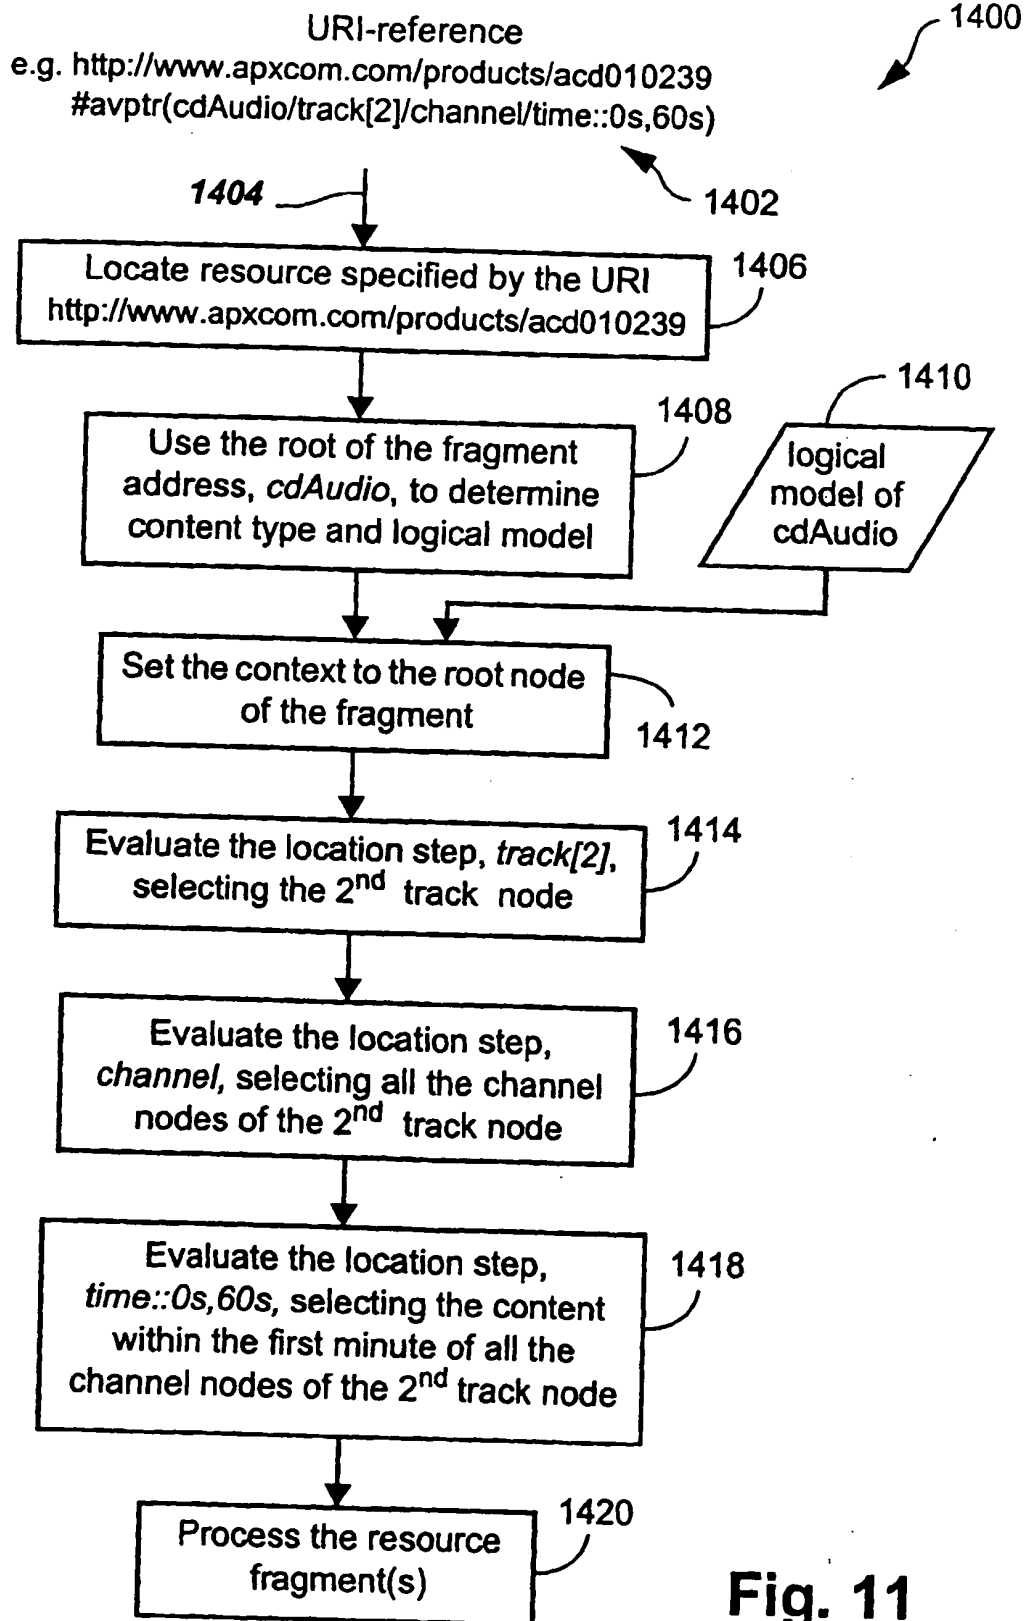 1400
URI-reference
e.g. http://www.apxcom.com/products/acd010239
#avptr(cdAudio/track[2]/channel/time::0s,60s)
1402
1404
Locate resource specified by the URI
http://www.apxcom.com/products/acd010239
1406
Use the root of the fragment
address, cdAudio, to determine
content type and logical model
1408
1410
logical
model of
cdAudio
Set the context to the root node
of the fragment
1412
Evaluate the location step, track[2],
selecting the 2nd track node
1414
Evaluate the location step,
channel, selecting all the channel
nodes of the 2nd track node
1416
Evaluate the location step,
time::0s,60s, selecting the content
within the first minute of all the
channel nodes of the 2nd track node
1418
Process the resource
fragment(s)
1420
Fig. 11